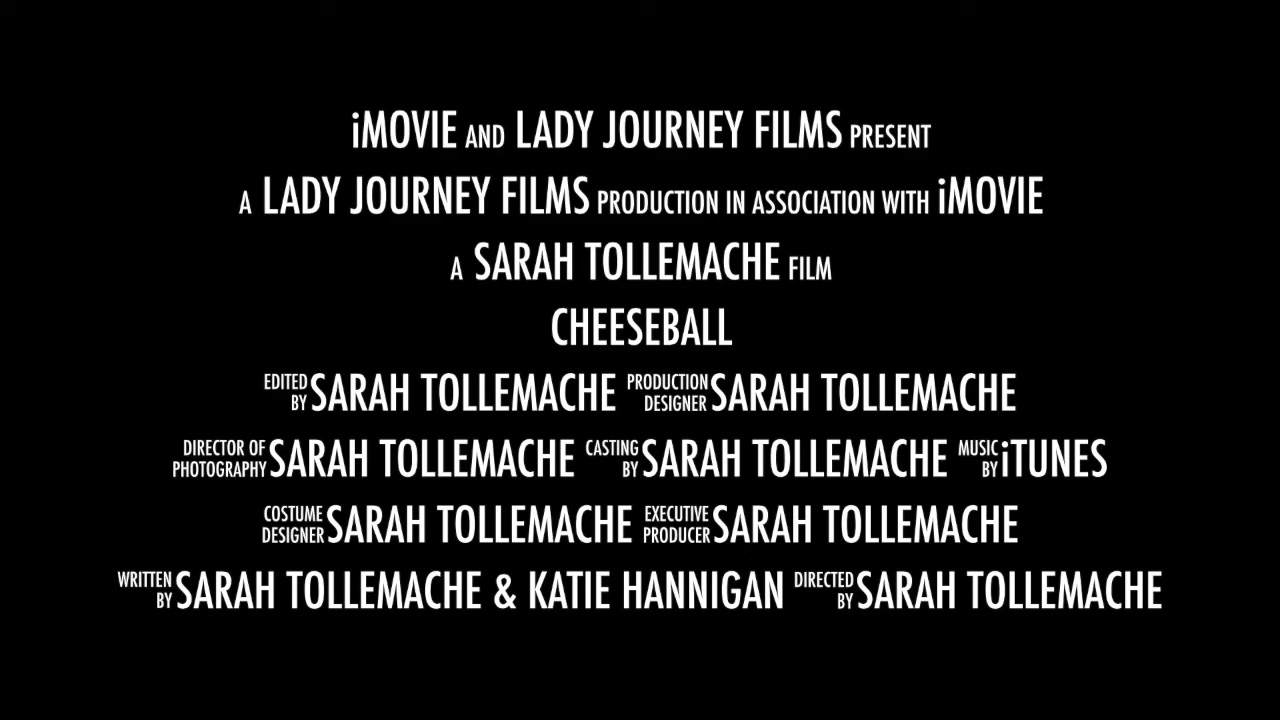 iMOVIE AND LADY JOURNEY FILMS PRESENT
A LADY JOURNEY FILMS PRODUCTION IN ASSOCIATION WITH iMOVIE
A SARAH TOLLEMACHE FILM
CHEESEBALL
EDITED BY SARAH TOLLEMACHE PRODUCTION DESIGNER SARAH TOLLEMACHE
DIRECTOR OF PHOTOGRAPHY SARAH TOLLEMACHE CASTING BY SARAH TOLLEMACHE MUSIC BY iTUNES
COSTUME DESIGNER SARAH TOLLEMACHE EXECUTIVE PRODUCER SARAH TOLLEMACHE
WRITTEN BY SARAH TOLLEMACHE & KATIE HANNIGAN DIRECTED BY SARAH TOLLEMACHE